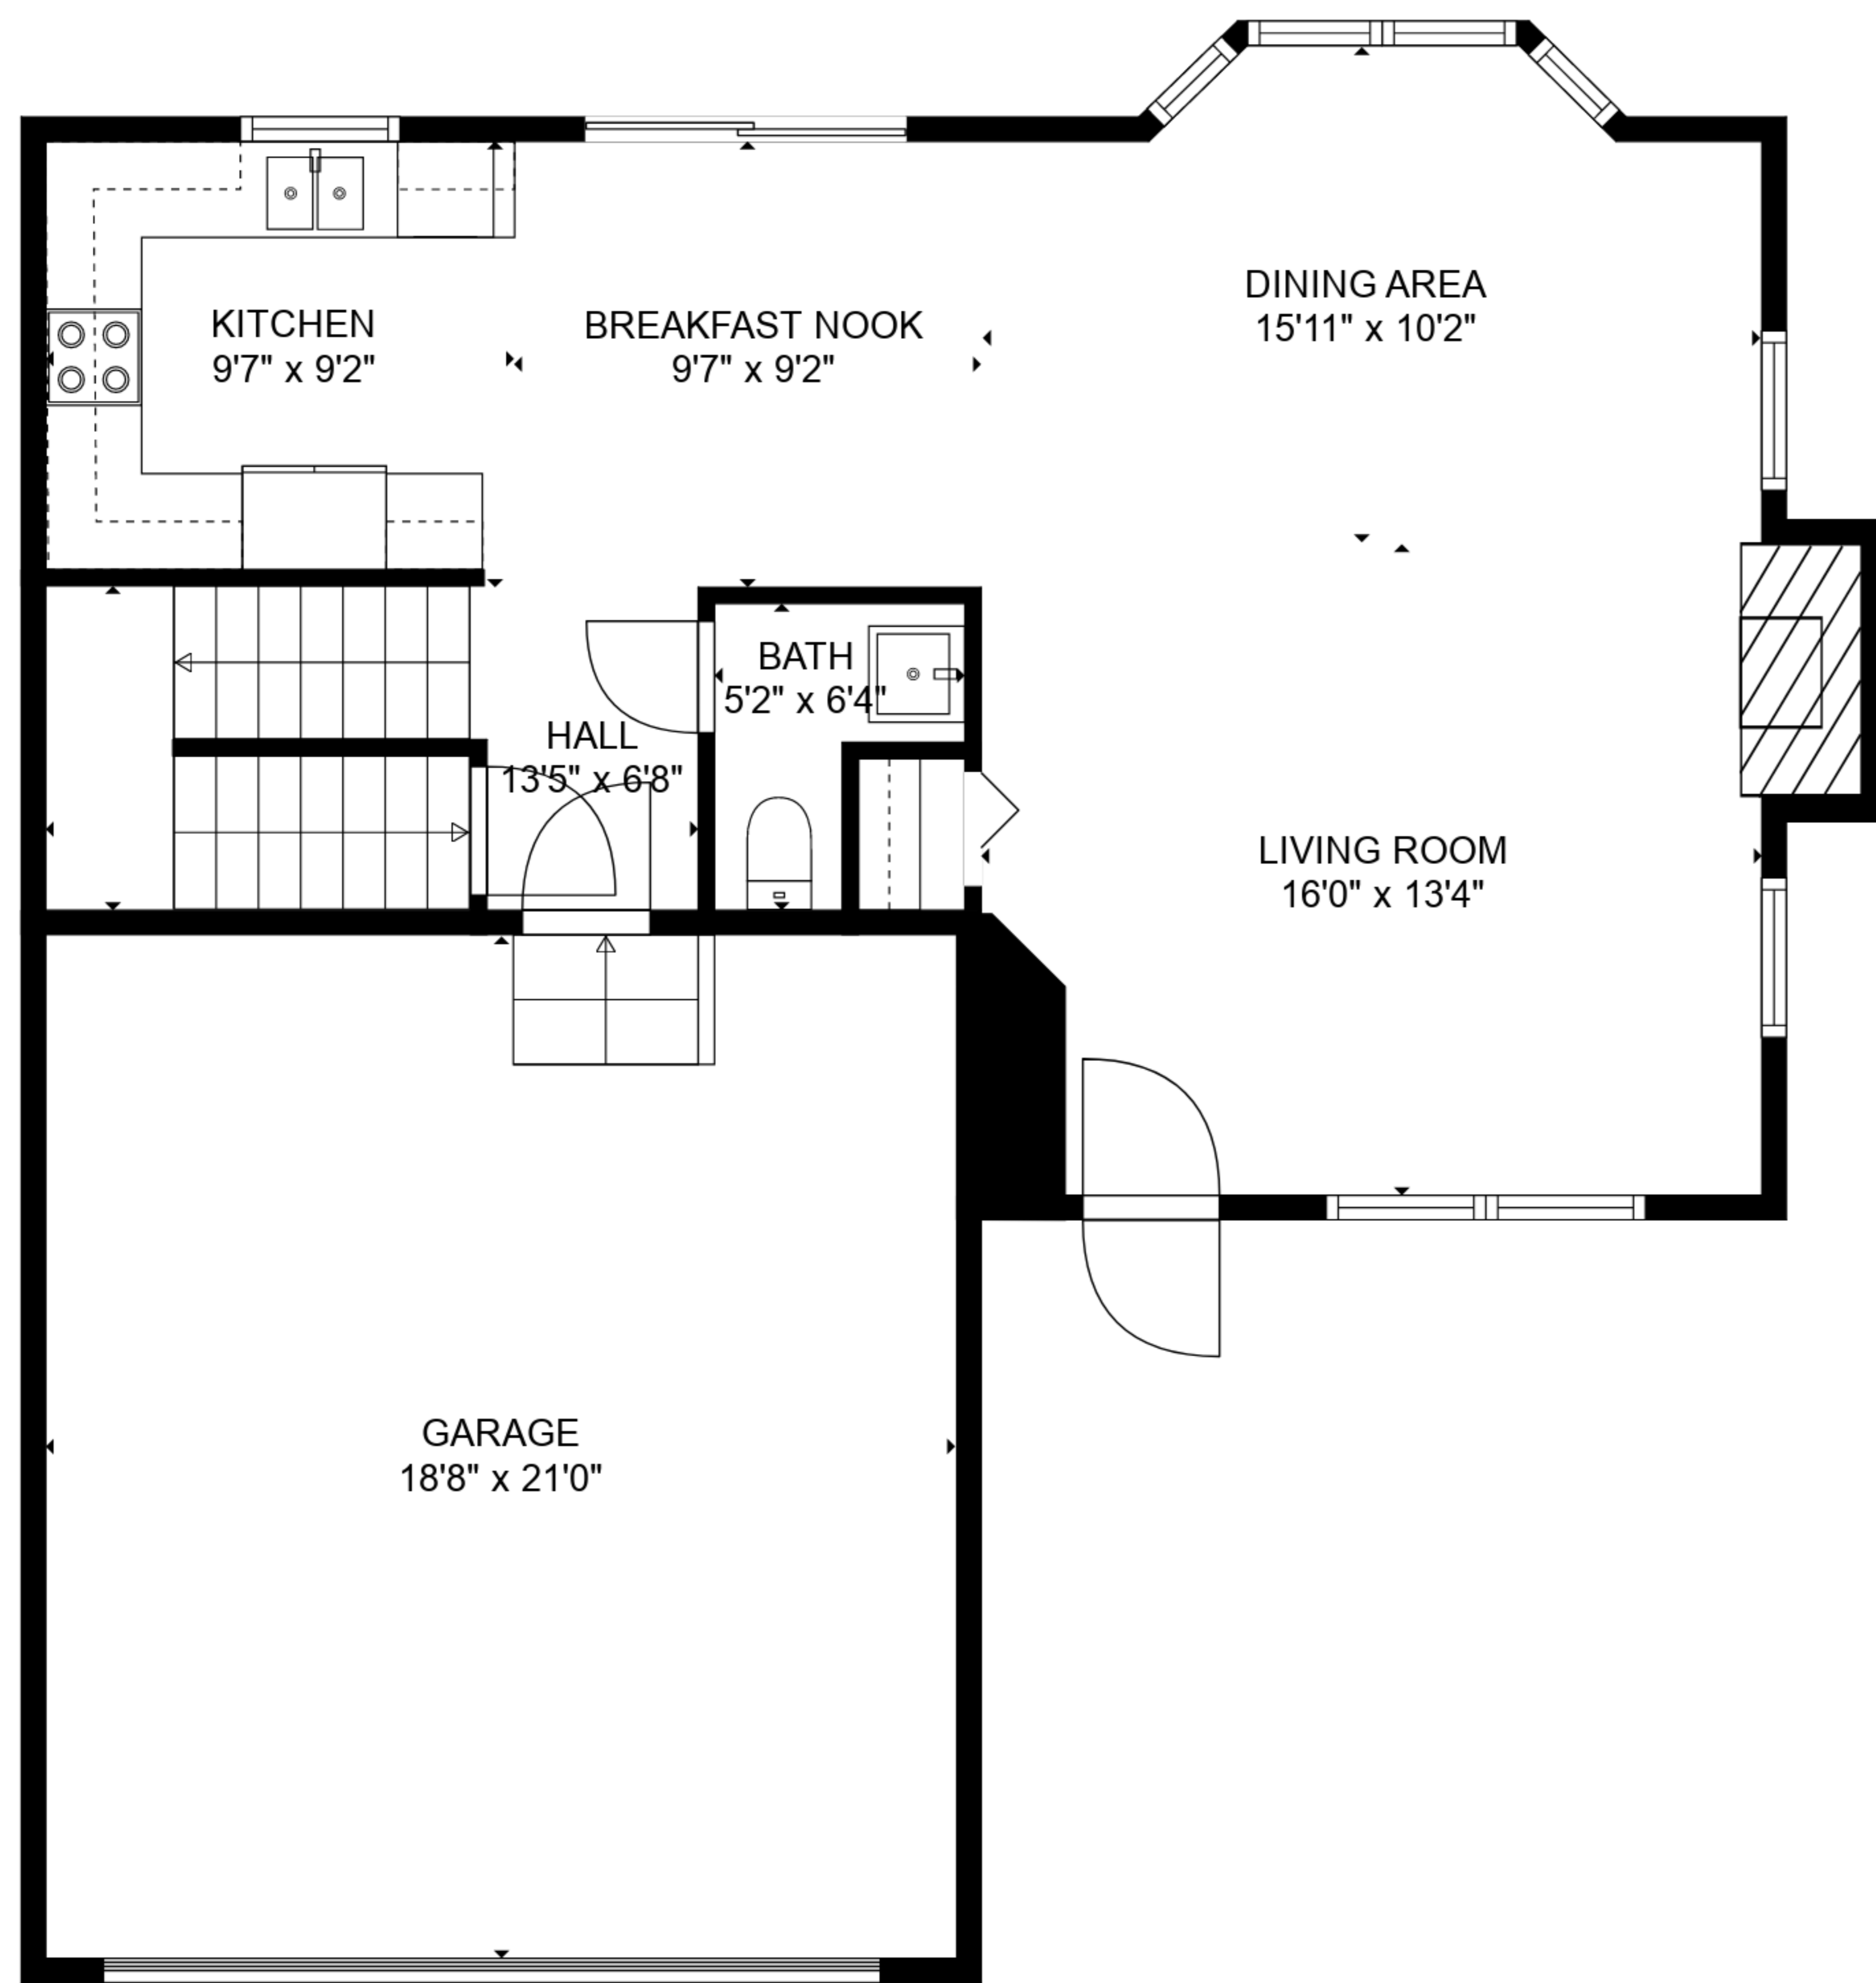 DINING AREA
15'11" x 10'2"
KITCHEN
9'7" x 9'2"
BREAKFAST NOOK
9'7" x 9'2"
BATH
5'2" x 6'4"
HALL
13'5" x 6'8"
LIVING ROOM
16'0" x 13'4"
GARAGE
18'8" x 21'0"